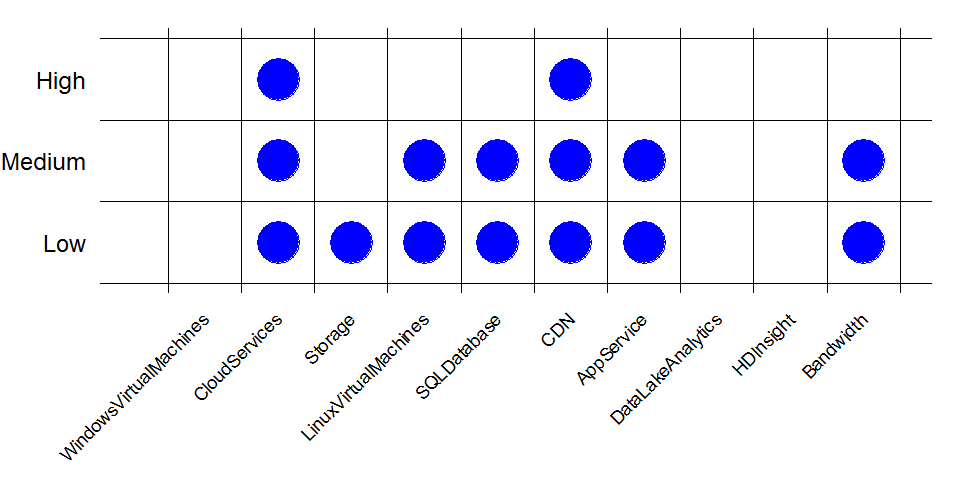 High
Medium
Low
WindowsVirtualMachines
CloudServices
Storage
LinuxVirtualMachines
SQLDatabase
CDN
AppService
DataLakeAnalytics
HDInsight
Bandwidth